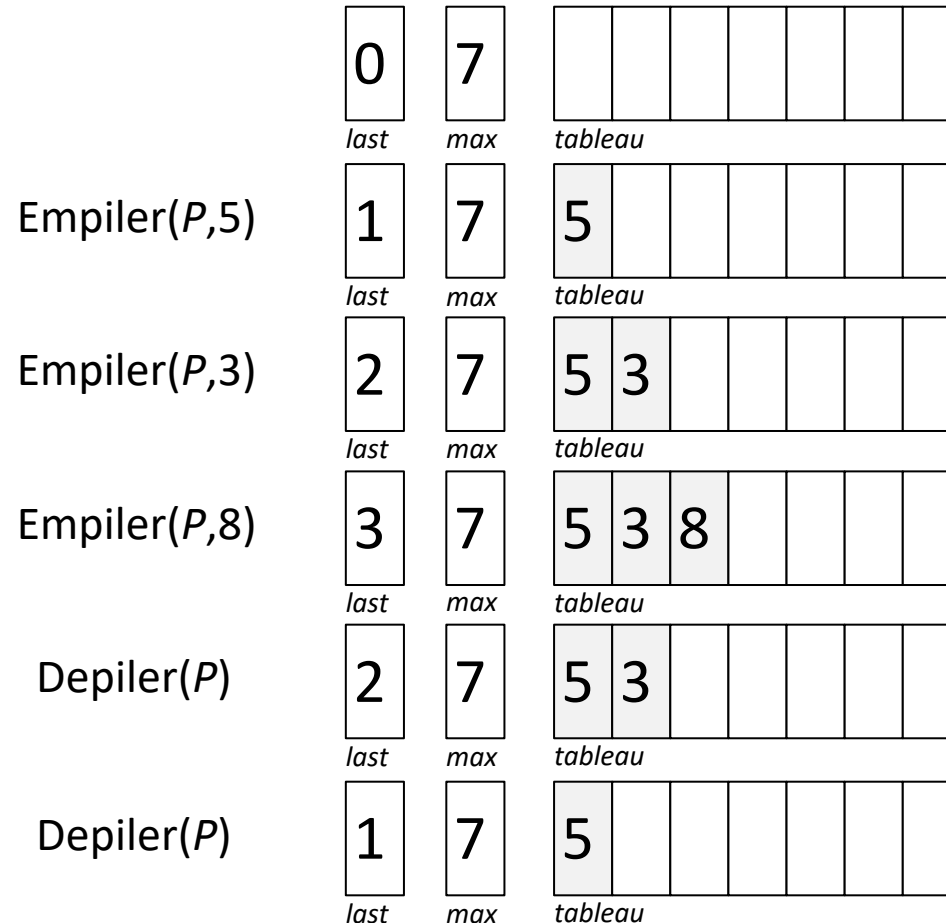 0 7
last max tableau
Empiler(P,5) 1 7 5
last max tableau
Empiler(P,3) 2 7 5 3
last max tableau
Empiler(P,8) 3 7 5 3 8
last max tableau
Depiler(P) 2 7 5 3
last max tableau
Depiler(P) 1 7 5
last max tableau